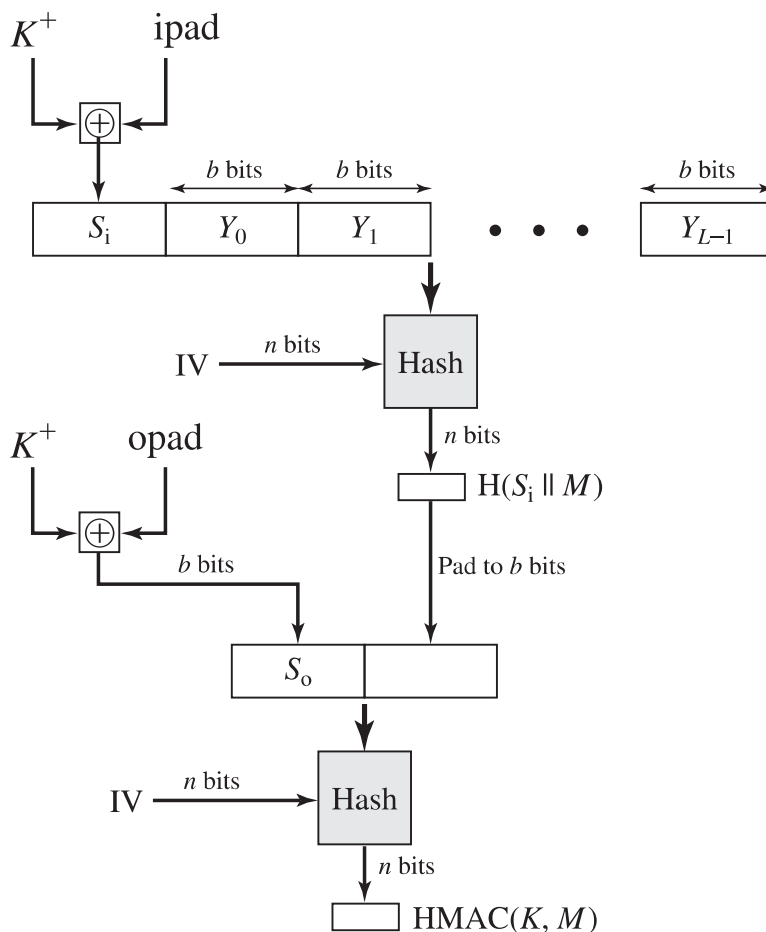 K+ ipad
b bits b bits b bits
Si Y0 Y1 • • • YL–1
IV n bits Hash
n bits
H(Si || M)
K+ opad
b bits
Pad to b bits
So
IV n bits Hash
n bits
HMAC(K, M)